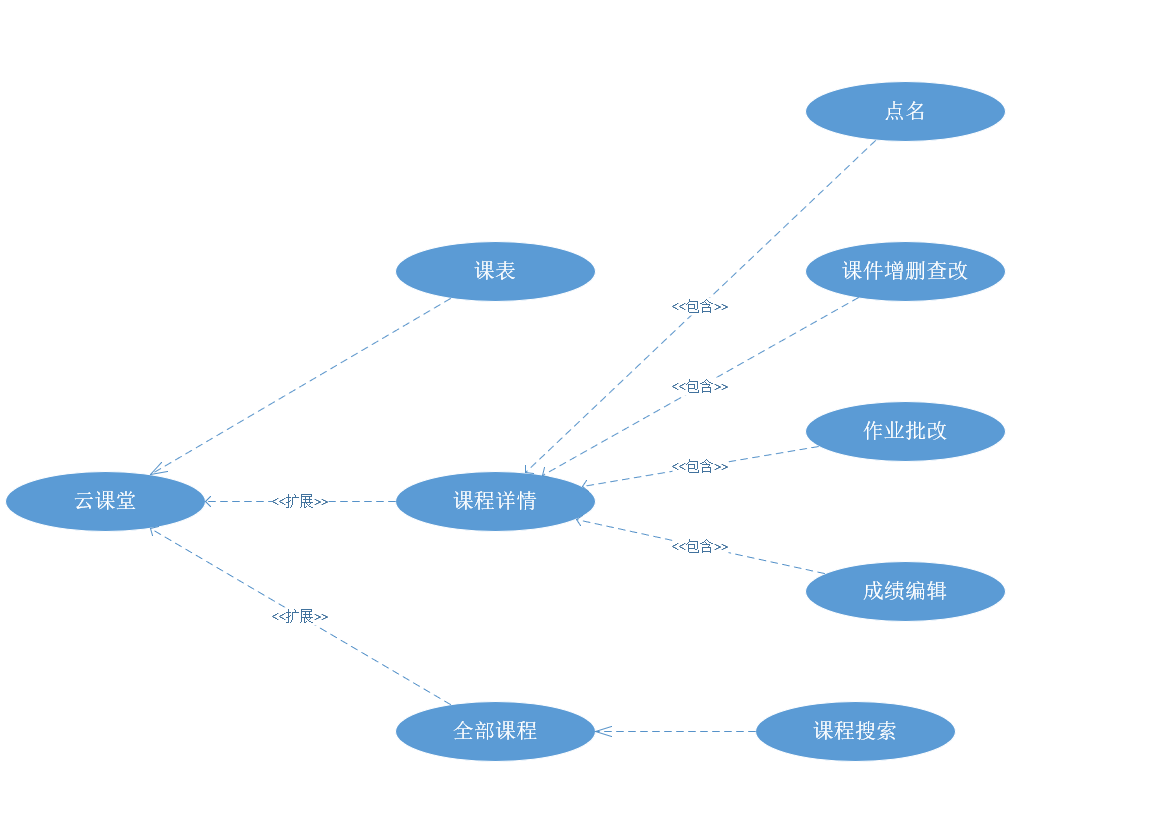 点名
课表
课件增删查改
<<包含>>
<<包含>>
作业批改
<<包含>>
云课堂
<<扩展>>
课程详情
<<包含>>
成绩编辑
<<扩展>>
全部课程
课程搜索